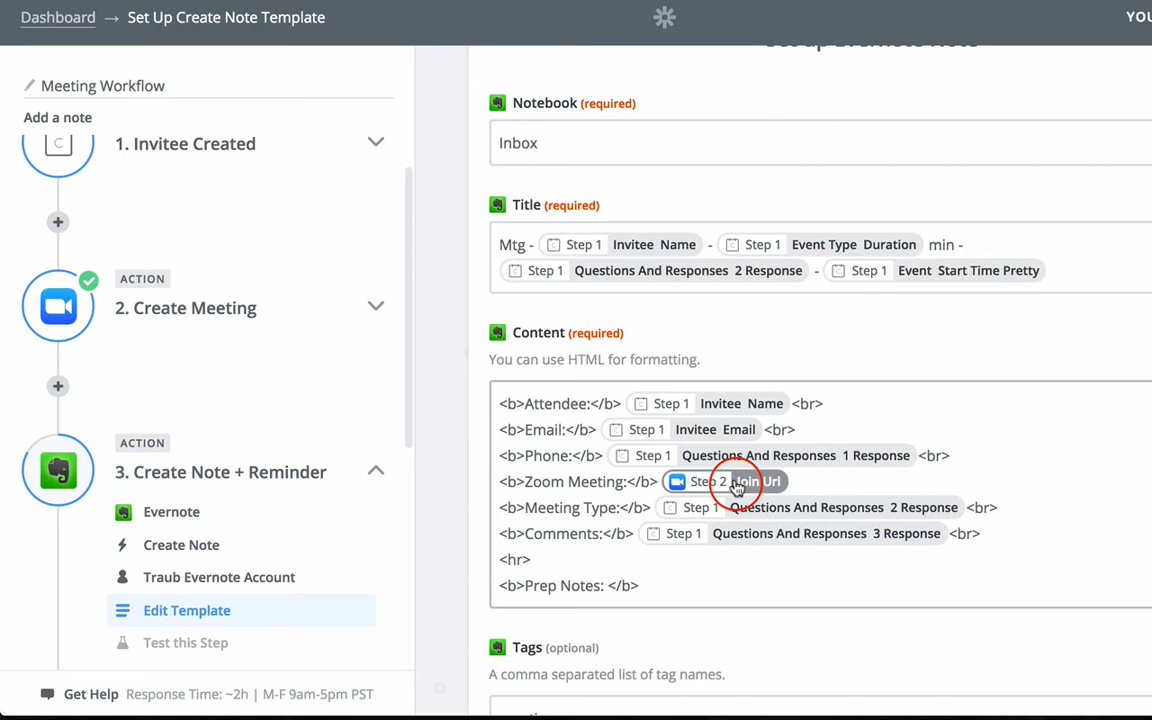 Dashboard → Set Up Create Note Template
YOU
Meeting Workflow
Add a note
C
1. Invitee Created
ACTION
2. Create Meeting
ACTION
3. Create Note + Reminder
Evernote
Create Note
Traub Evernote Account
Edit Template
Test this Step
Get Help Response Time: ~2h | M-F 9am-5pm PST
Set up Evernote Note
Notebook (required)
Inbox
Title (required)
Mtg - Step 1 Invitee Name - Step 1 Event Type Duration min -
Step 1 Questions And Responses 2 Response - Step 1 Event Start Time Pretty
Content (required)
You can use HTML for formatting.
<b>Attendee:</b> Step 1 Invitee Name <br>
<b>Email:</b> Step 1 Invitee Email <br>
<b>Phone:</b> Step 1 Questions And Responses 1 Response <br>
<b>Zoom Meeting:</b> Step 2 Join Url
<b>Meeting Type:</b> Step 1 Questions And Responses 2 Response <br>
<b>Comments:</b> Step 1 Questions And Responses 3 Response <br>
<hr>
<b>Prep Notes: </b>
Tags (optional)
A comma separated list of tag names.